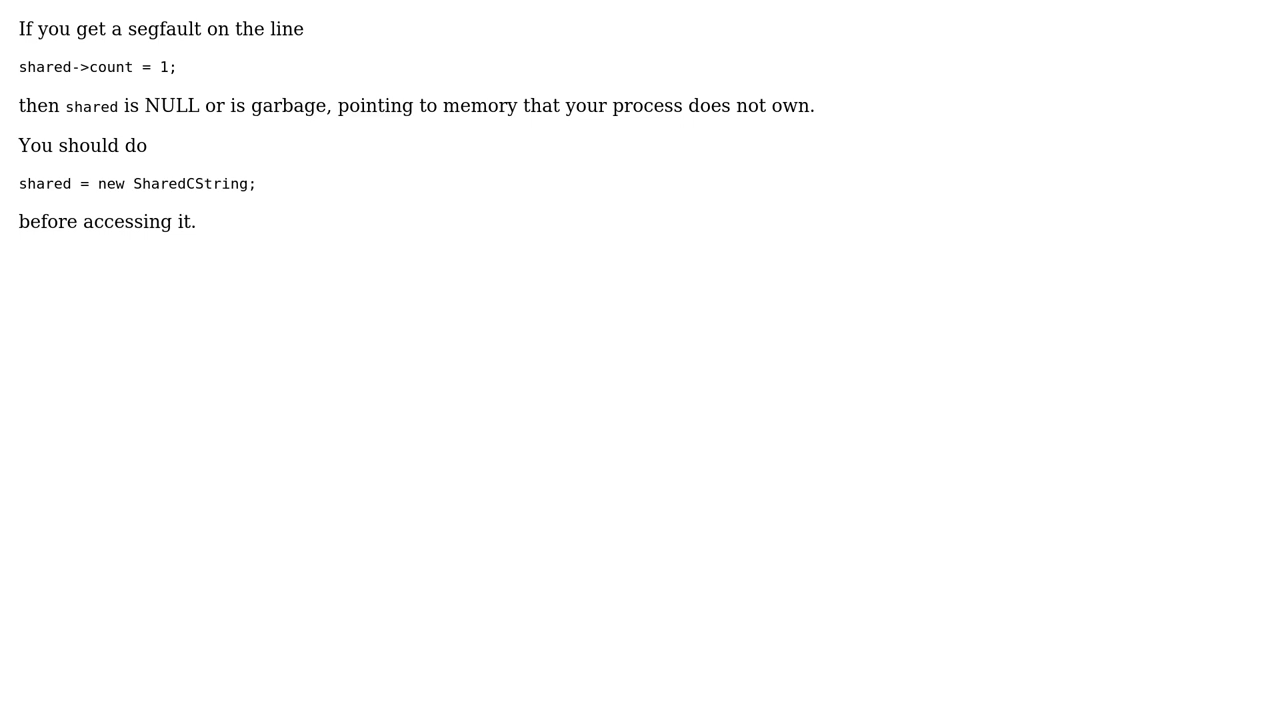 If you get a segfault on the line
shared->count = 1;
then shared is NULL or is garbage, pointing to memory that your process does not own.
You should do
shared = new SharedCString;
before accessing it.